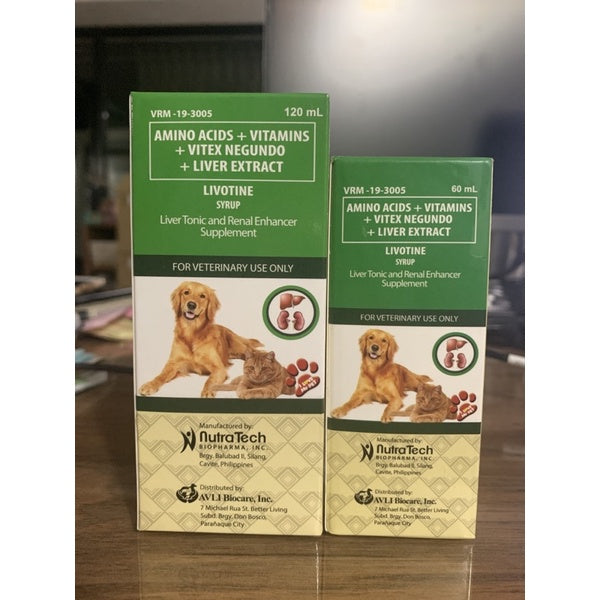 VRM -19-3005
120 mL
AMINO ACIDS + VITAMINS
+ VITEX NEGUNDO
+ LIVER EXTRACT
LIVOTINE
SYRUP
Liver Tonic and Renal Enhancer
Supplement
FOR VETERINARY USE ONLY
Manufactured by:
NutraTech
BIOPHARMA, INC.
Brgy. Balubad II, Silang,
Cavite, Philippines
Distributed by:
AVLI Biocare, Inc.
7 Michael Rua St. Better Living
Subd. Brgy. Don Bosco,
Parañaque City
VRM -19-3005
60 mL
AMINO ACIDS + VITAMINS
+ VITEX NEGUNDO
+ LIVER EXTRACT
LIVOTINE
SYRUP
Liver Tonic and Renal Enhancer
Supplement
FOR VETERINARY USE ONLY
Manufactured by:
NutraTech
BIOPHARMA, INC.
Brgy. Balubad II, Silang,
Cavite, Philippines
Distributed by:
AVLI Biocare, Inc.
7 Michael Rua St. Better Living
Subd. Brgy. Don Bosco,
Parañaque City